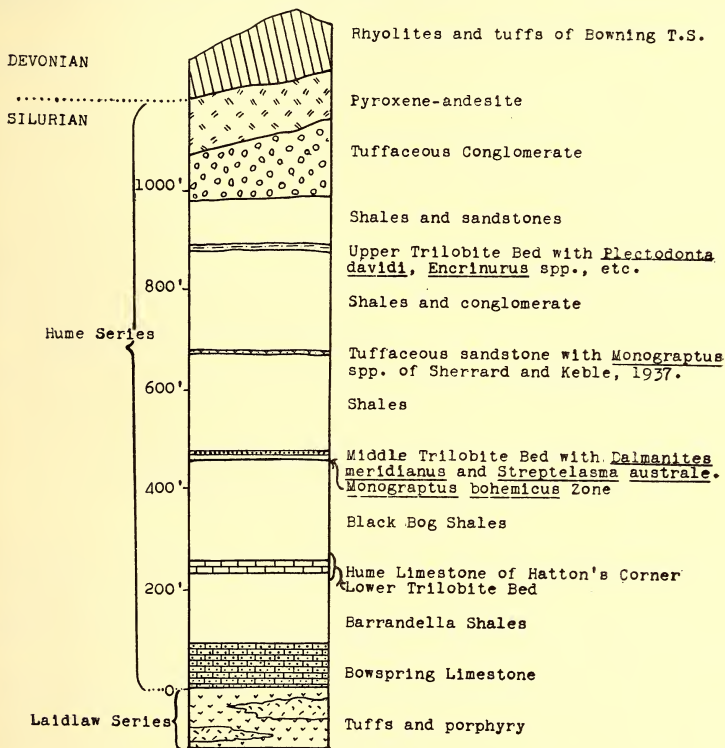 Rhyolites and tuffs of Bowning T.S.
DEVONIAN
Pyroxene-andesite
SILURIAN
Tuffaceous Conglomerate
1000'.
Shales and sandstones
Upper Trilobite Bed with Plectodonta
davidi, Encrinurus spp., etc.
800'.
Shales and conglomerate
Hume Series
Tuffaceous sandstone with Monograptus
spp. of Sherrard and Keble, 1937.
600'.
Shales
Middle Trilobite Bed with Dalmanites
meridianus and Streptelasma australe.
Monograptus bohemicus Zone
400'.
Black Bog Shales
Hume Limestone of Hatton's Corner
Lower Trilobite Bed
200'.
Barrandella Shales
Bowspring Limestone
0.
Laidlaw Series
Tuffs and porphyry